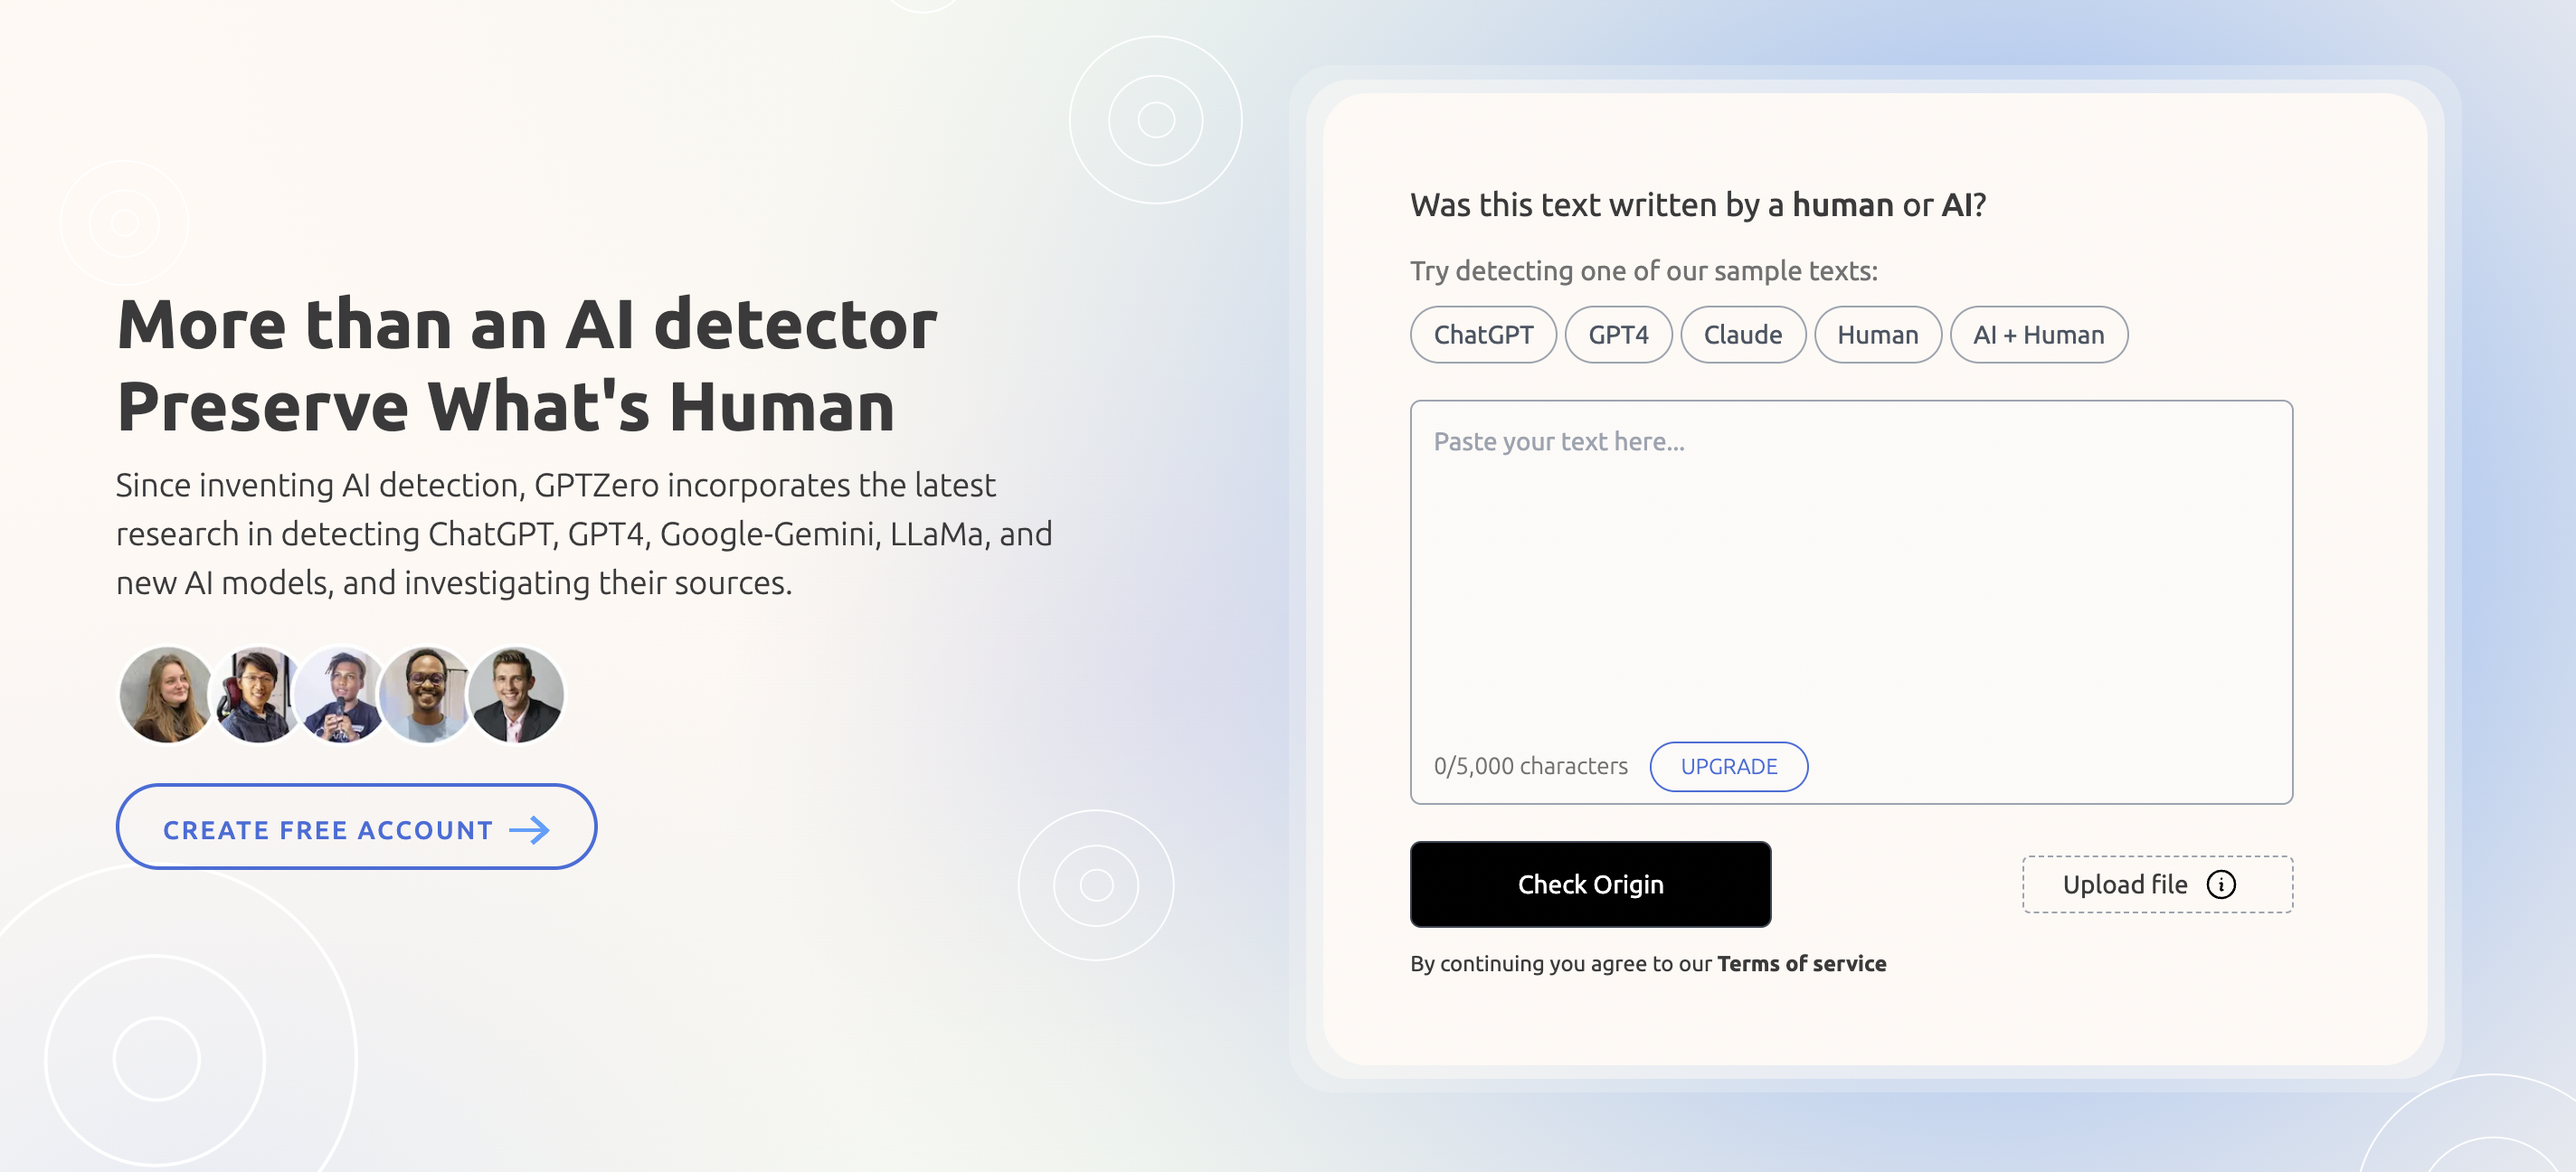 More than an AI detector
Preserve What's Human
Since inventing AI detection, GPTZero incorporates the latest
research in detecting ChatGPT, GPT4, Google-Gemini, LLaMa, and
new AI models, and investigating their sources.
CREATE FREE ACCOUNT
Was this text written by a human or AI?
Try detecting one of our sample texts:
ChatGPT GPT4 Claude Human AI + Human
Paste your text here...
0/5,000 characters UPGRADE
Check Origin Upload file
By continuing you agree to our Terms of service